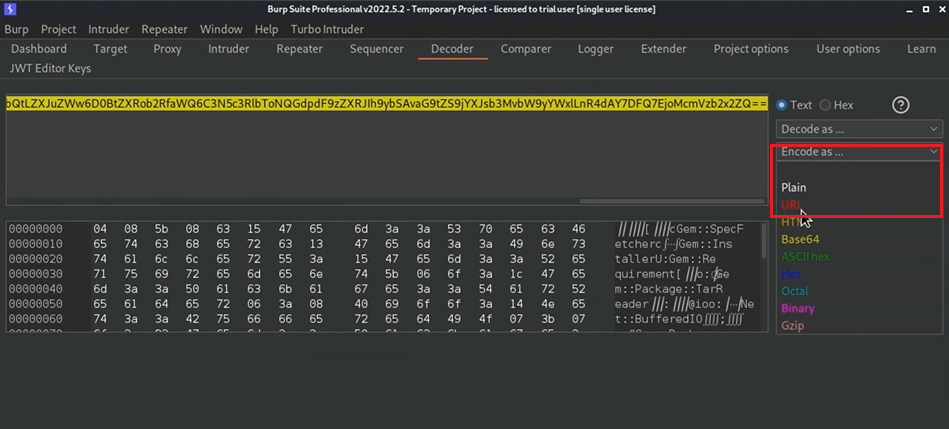 Burp Suite Professional v2022.5.2 - Temporary Project - licensed to trial user [single user license]
Burp Project Intruder Repeater Window Help Turbo Intruder
Dashboard Target Proxy Intruder Repeater Sequencer Decoder Comparer Logger Extender Project options User options Learn
JWT Editor Keys
Text Hex ?
Decode as ...
Encode as ...
Plain
URL
HTML
Base64
ASCII hex
Hex
Octal
Binary
Gzip
00000000 04 08 5b 08 63 15 47 65 6d 3a 3a 53 70 65 63 46 cGem::SpecF
00000010 65 74 63 68 65 72 63 13 47 65 6d 3a 3a 49 6e 73 etcherc Gem::Ins
00000020 74 61 6c 6c 65 72 55 3a 15 47 65 6d 3a 3a 52 65 tallerU:Gem::Re
00000030 71 75 69 72 65 6d 65 6e 74 5b 06 6f 3a 1c 47 65 quirement[ o: Ge
00000040 6d 3a 3a 50 61 63 6b 61 67 65 3a 3a 54 61 72 52 m::Package::TarR
00000050 65 61 64 65 72 06 3a 08 40 69 6f 6f 3a 14 4e 65 eader :@ioo: Ne
00000060 74 3a 3a 42 75 66 66 65 72 65 64 49 4f 07 3b 07 t::BufferedIO ;